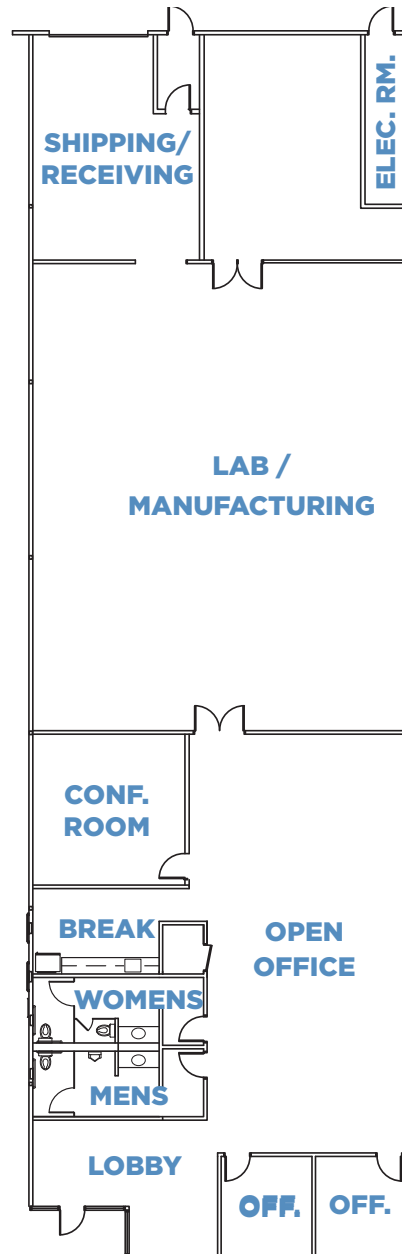 SHIPPING/
RECEIVING
ELEC. RM.
LAB /
MANUFACTURING
CONF.
ROOM
BREAK
OPEN
OFFICE
WOMENS
MENS
LOBBY
OFF.
OFF.